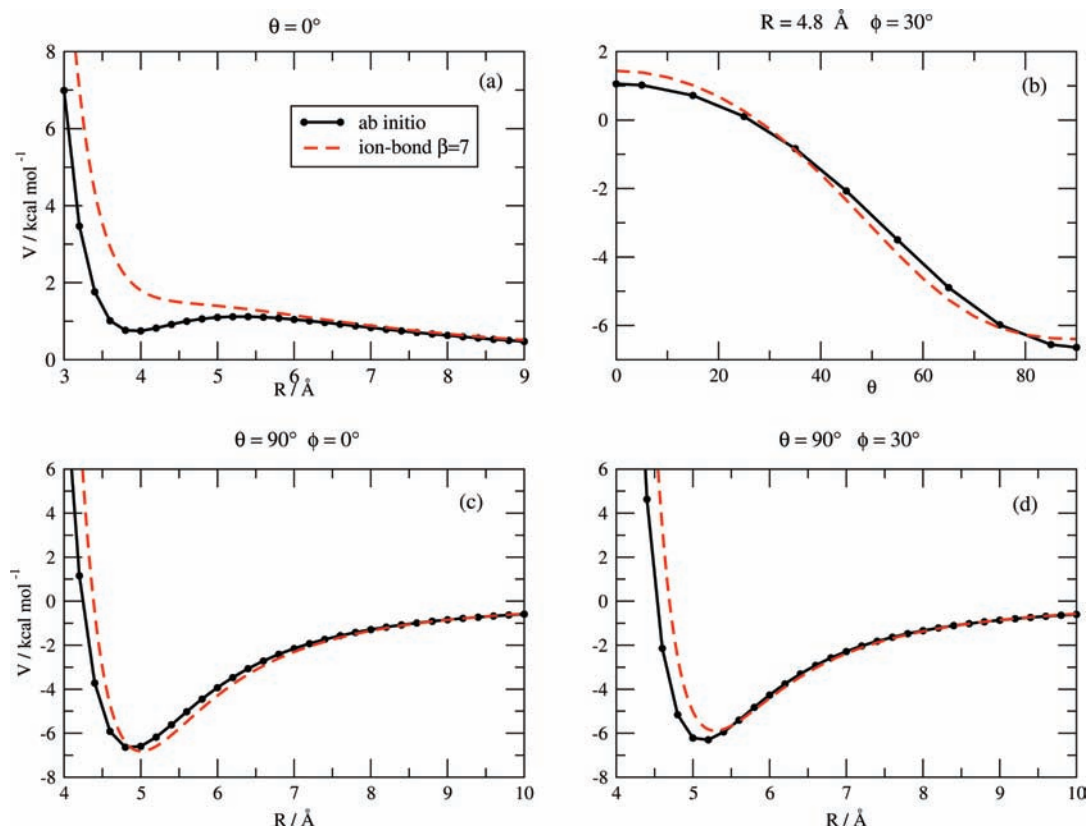 θ = 0°
8
6
4
2
0
V / kcal mol⁻¹
(a)
ab initio
ion-bond β=7
3 4 5 6 7 8 9
R / Å
R = 4.8 Å ϕ = 30°
2
0
-2
-4
-6
(b)
0 20 40 60 80
θ
θ = 90° ϕ = 0°
6
4
2
0
-2
-4
-6
-8
V / kcal mol⁻¹
(c)
4 5 6 7 8 9 10
R / Å
θ = 90° ϕ = 30°
6
4
2
0
-2
-4
-6
-8
(d)
4 5 6 7 8 9 10
R / Å